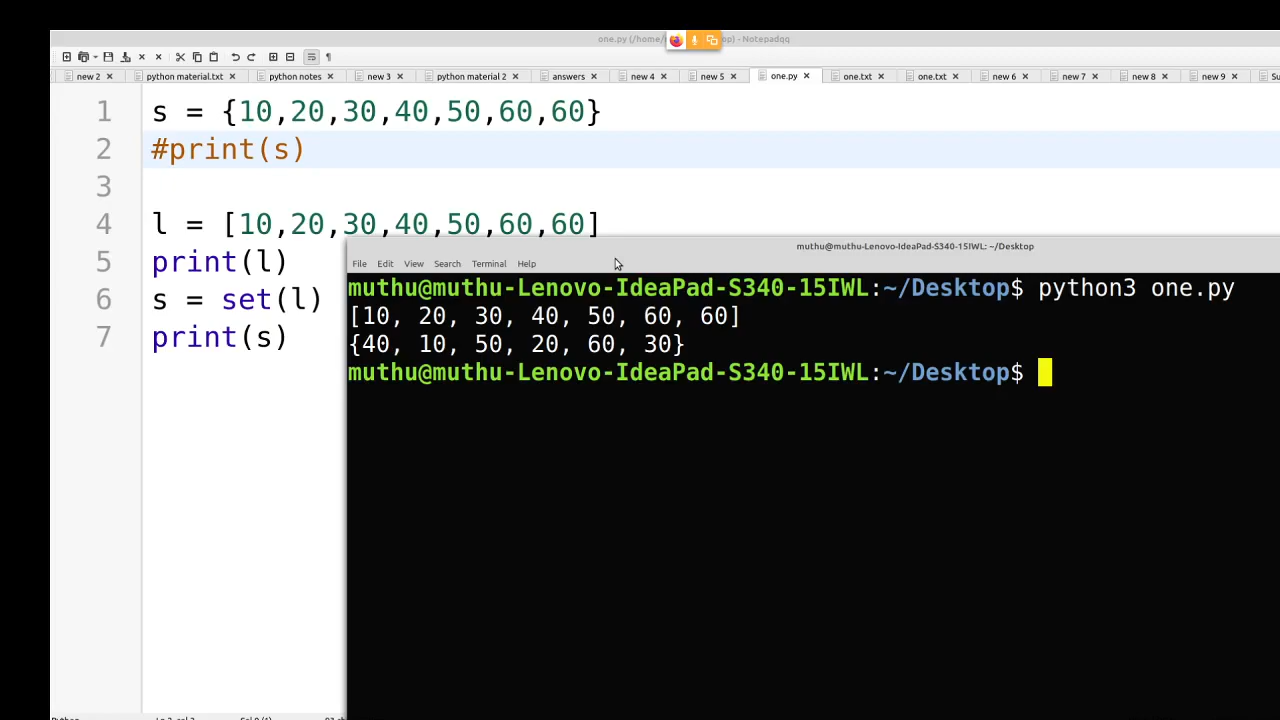 one.py (/home/ op) - Notepadqq
new 2 python material.txt python notes new 3 python material 2 answers new 4 new 5 one.py one.txt one.txt new 6 new 7 new 8 new 9
1 s = {10,20,30,40,50,60,60}
2 #print(s)
3
4 l = [10,20,30,40,50,60,60]
5 print(l)
6 s = set(l)
7 print(s)
muthu@muthu-Lenovo-IdeaPad-S340-15IWL: ~/Desktop
File Edit View Search Terminal Help
muthu@muthu-Lenovo-IdeaPad-S340-15IWL:~/Desktop$ python3 one.py
[10, 20, 30, 40, 50, 60, 60]
{40, 10, 50, 20, 60, 30}
muthu@muthu-Lenovo-IdeaPad-S340-15IWL:~/Desktop$